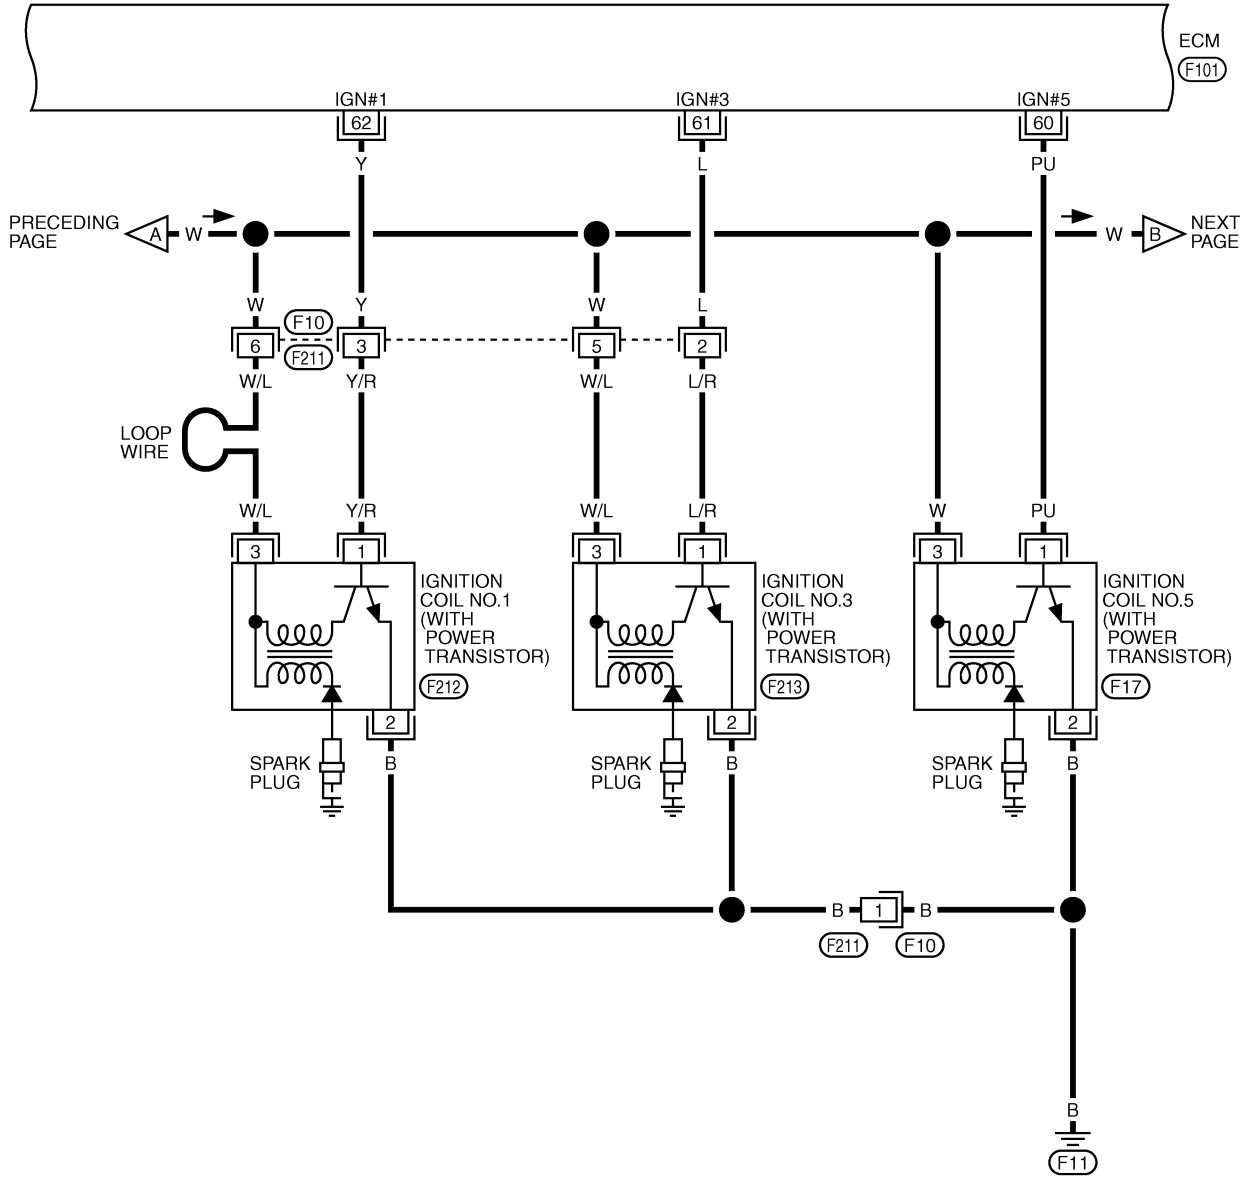 ECM
F101
IGN#1 IGN#3 IGN#5
62 61 60
Y L PU
PRECEDING
PAGE
A W W B
NEXT
PAGE
W Y W L
F10
6 3 5 2
F211
W/L Y/R W/L L/R
LOOP
WIRE
W/L Y/R W/L L/R W PU
3 1 3 1 3 1
IGNITION
COIL NO.1
(WITH
POWER
TRANSISTOR)
F212
IGNITION
COIL NO.3
(WITH
POWER
TRANSISTOR)
F213
IGNITION
COIL NO.5
(WITH
POWER
TRANSISTOR)
F17
2 2 2
SPARK
PLUG
B
SPARK
PLUG
B
SPARK
PLUG
B
B 1 B
F211 F10
B
F11